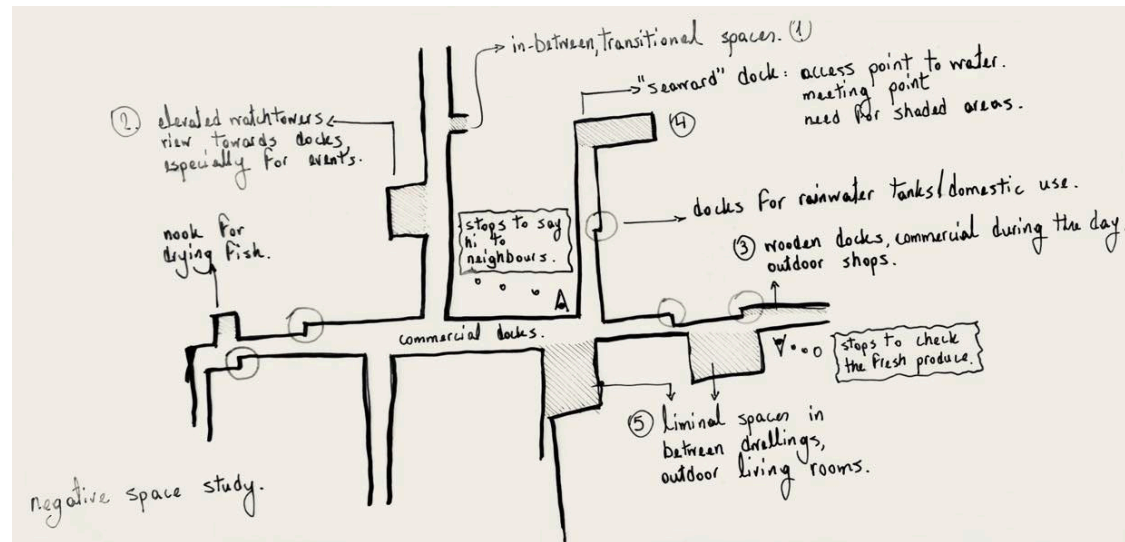 in-between, transitional spaces. ①
"seaward" dock: access point to water.
meeting point
need for shaded areas.
④
② elevated watchtowers
view towards docks,
especially for events.
docks for rainwater tanks/domestic use.
③ wooden docks, commercial during the day.
outdoor shops.
stops to say
hi to
neighbours.
nook for
drying fish.
commercial docks.
stops to check
the fresh produce.
⑤ liminal spaces in
between dwellings,
outdoor living rooms.
negative space study.